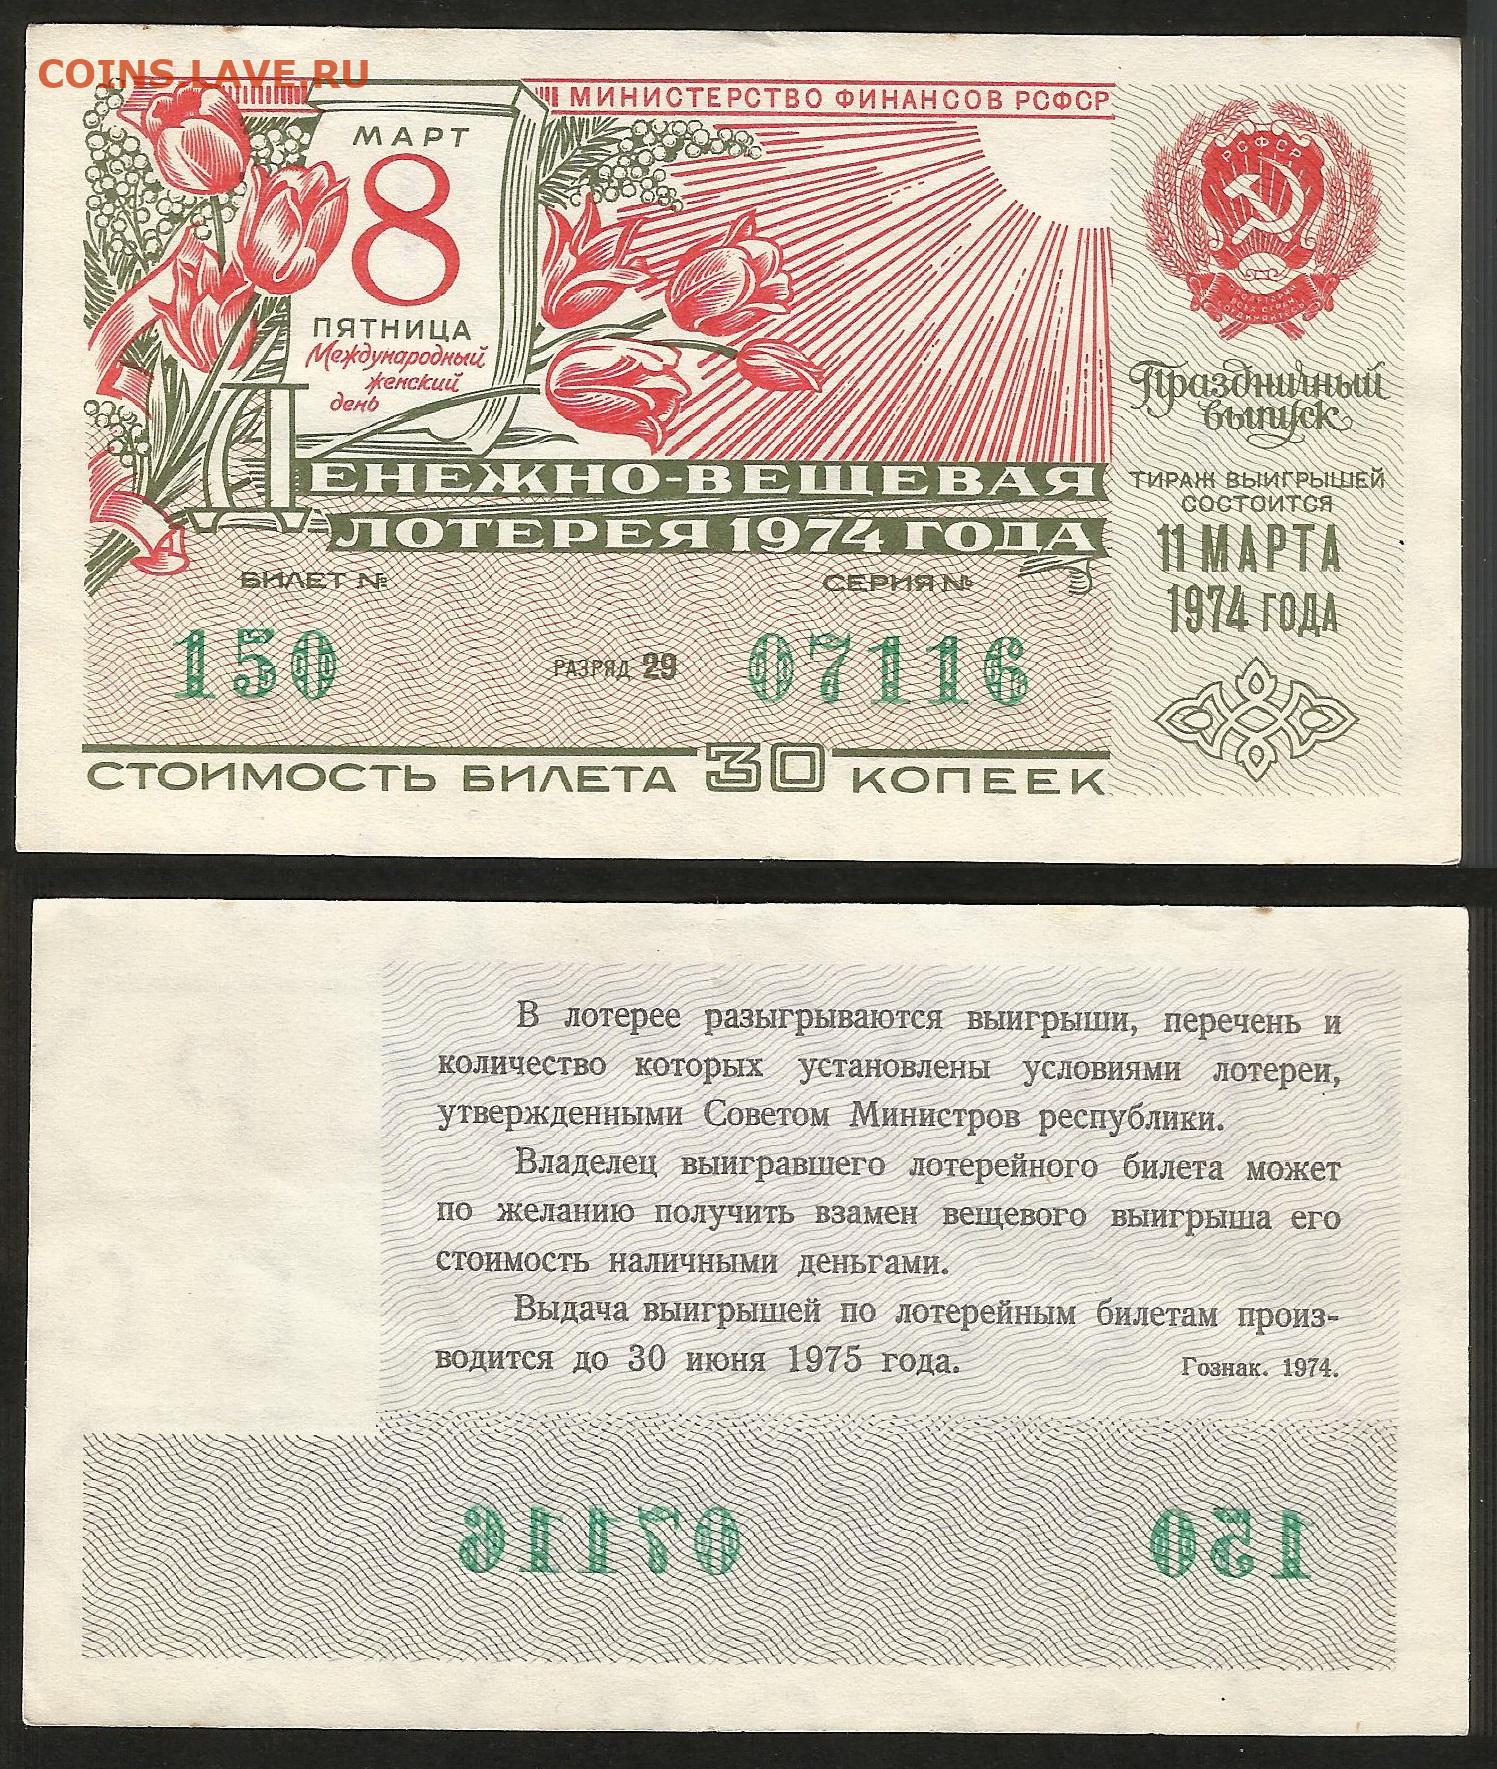 COINS.LAVE.RU
МИНИСТЕРСТВО ФИНАНСОВ РСФСР
МАРТ
8
ПЯТНИЦА
Международный
женский
день
ДЕНЕЖНО-ВЕЩЕВАЯ
ЛОТЕРЕЯ 1974 ГОДА
БИЛЕТ №
СЕРИЯ №
150
РАЗРЯД 29
07116
СТОИМОСТЬ БИЛЕТА 30 КОПЕЕК
РСФСР
Праздничный
выпуск
ТИРАЖ ВЫИГРЫШЕЙ
СОСТОИТСЯ
11 МАРТА
1974 ГОДА
В лотерее разыгрываются выигрыши, перечень и
количество которых установлены условиями лотереи,
утвержденными Советом Министров республики.
Владелец выигравшего лотерейного билета может
по желанию получить взамен вещевого выигрыша его
стоимость наличными деньгами.
Выдача выигрышей по лотерейным билетам произ-
водится до 30 июня 1975 года.
Гознак. 1974.
07116
150